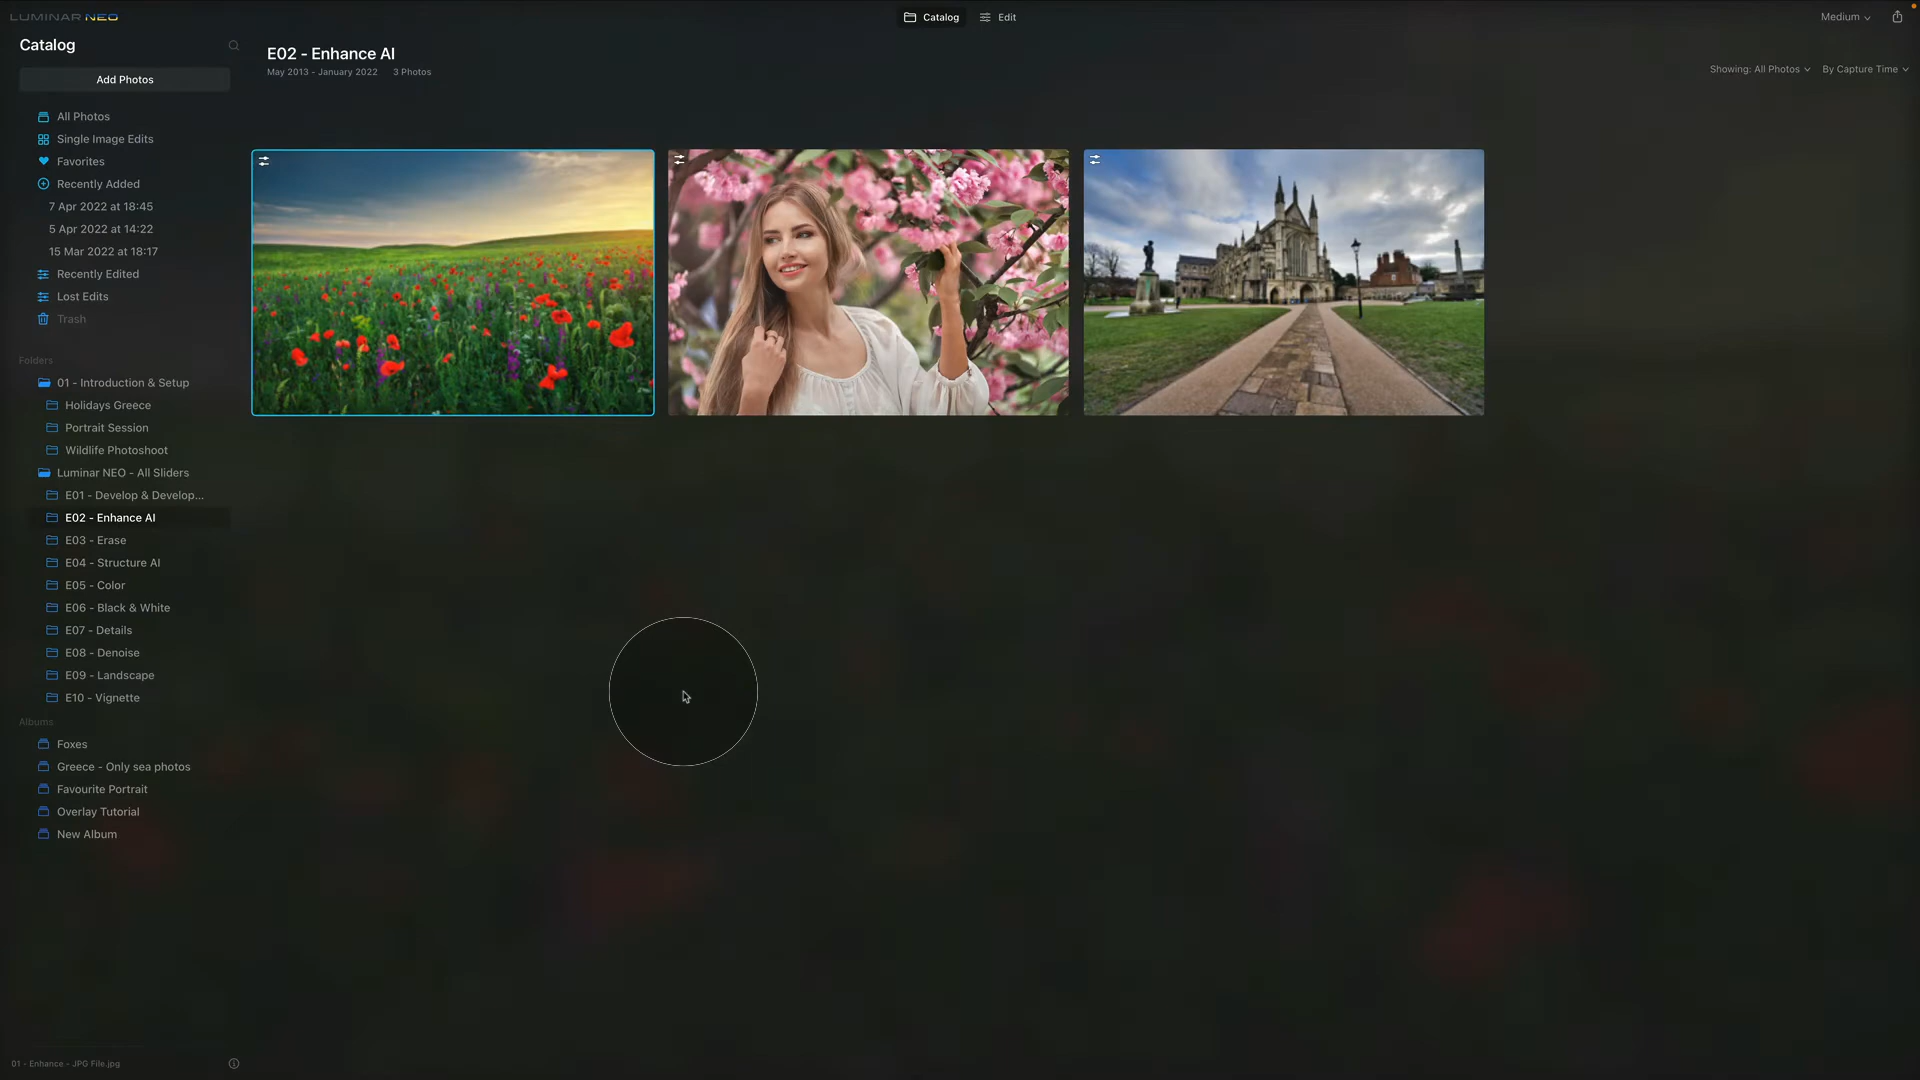 LUMINAR NEO
Catalog
Edit
Medium
Catalog
Add Photos
All Photos
Single Image Edits
Favorites
Recently Added
7 Apr 2022 at 18:45
5 Apr 2022 at 14:22
15 Mar 2022 at 18:17
Recently Edited
Lost Edits
Trash
Folders
01 - Introduction & Setup
Holidays Greece
Portrait Session
Wildlife Photoshoot
Luminar NEO - All Sliders
E01 - Develop & Develop...
E02 - Enhance AI
E03 - Erase
E04 - Structure AI
E05 - Color
E06 - Black & White
E07 - Details
E08 - Denoise
E09 - Landscape
E10 - Vignette
Albums
Foxes
Greece - Only sea photos
Favourite Portrait
Overlay Tutorial
New Album
01 - Enhance - JPG File.jpg
E02 - Enhance AI
May 2013 - January 2022 3 Photos
Showing: All Photos By Capture Time